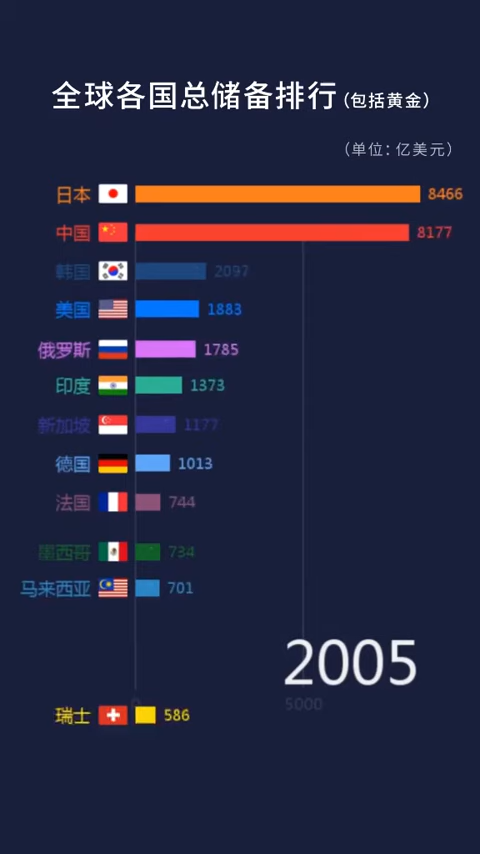 全球各国总储备排行(包括黄金)
(单位:亿美元)
日本 8466
中国 8177
韩国 2097
美国 1883
俄罗斯 1785
印度 1373
新加坡 1177
德国 1013
法国 744
墨西哥 734
马来西亚 701
2005
0 5000
瑞士 586